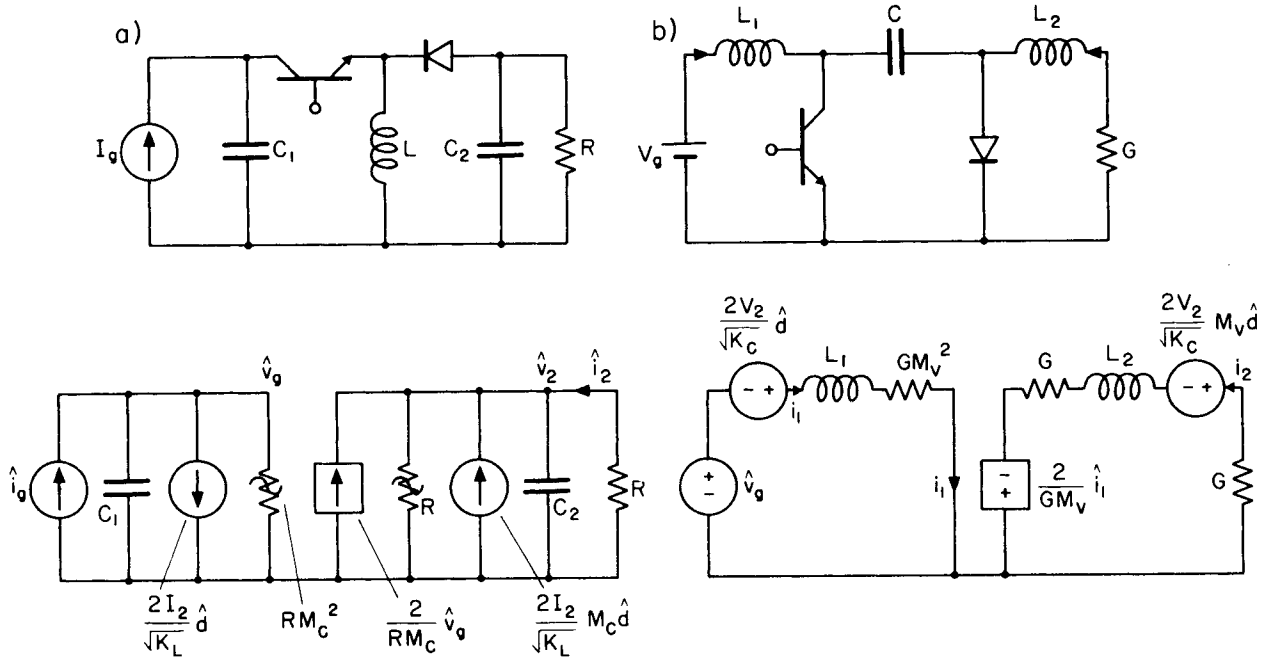 a)
I_g
C_1
L
C_2
R
b)
L_1
C
L_2
V_g
G
î_g
C_1
v̂_g
2I_2/√K_L d̂
RM_C^2
2/(RM_C) v̂_g
R
v̂_2
î_2
2I_2/√K_L M_C d̂
C_2
R
2V_2/√K_C d̂
- +
i_1
L_1
GM_V^2
+ -
v̂_g
i_1
G
L_2
2V_2/√K_C M_V d̂
- +
i_2
- +
2/(GM_V) î_1
G